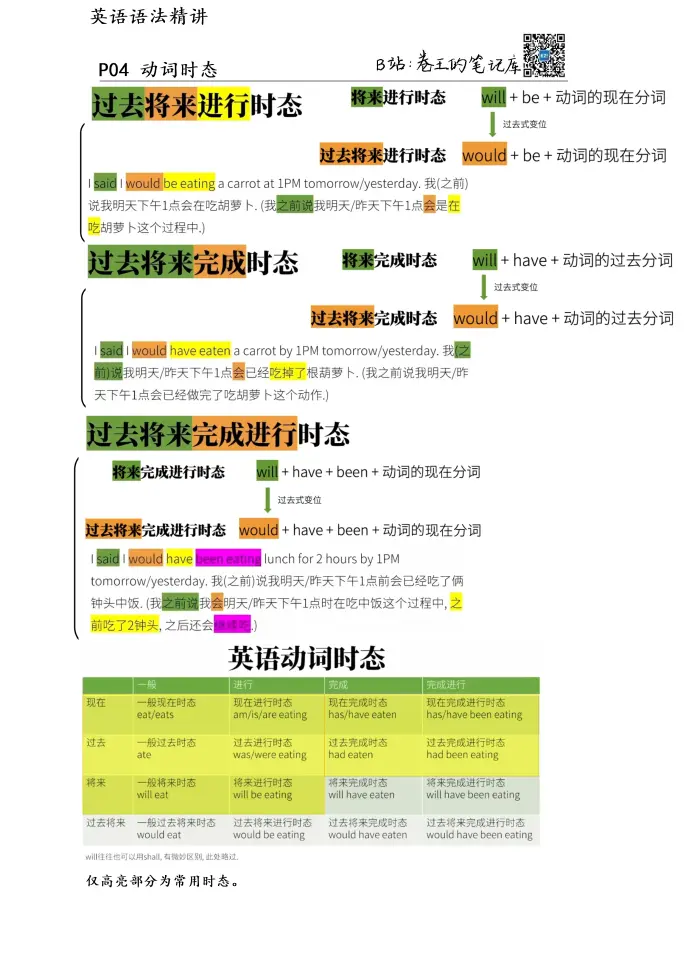 英语语法精讲
P04 动词时态
B站:卷王的笔记库
过去将来进行时态
将来进行时态 will + be + 动词的现在分词
过去式变位
过去将来进行时态 would + be + 动词的现在分词
I said I would be eating a carrot at 1PM tomorrow/yesterday. 我(之前)
说我明天下午1点会在吃胡萝卜. (我之前说我明天/昨天下午1点会是在
吃胡萝卜这个过程中.)
过去将来完成时态
将来完成时态 will + have + 动词的过去分词
过去式变位
过去将来完成时态 would + have + 动词的过去分词
I said I would have eaten a carrot by 1PM tomorrow/yesterday. 我(之
前)说我明天/昨天下午1点会已经吃掉了根胡萝卜. (我之前说我明天/昨
天下午1点会已经做完了吃胡萝卜这个动作.)
过去将来完成进行时态
将来完成进行时态 will + have + been + 动词的现在分词
过去式变位
过去将来完成进行时态 would + have + been + 动词的现在分词
I said I would have been eating lunch for 2 hours by 1PM
tomorrow/yesterday. 我(之前)说我明天/昨天下午1点前会已经吃了俩
钟头中饭. (我之前说我会明天/昨天下午1点时在吃中饭这个过程中, 之
前吃了2钟头, 之后还会继续吃.)
英语动词时态
一般 进行 完成 完成进行
现在 一般现在时态 现在进行时态 现在完成时态 现在完成进行时态
eat/eats am/is/are eating has/have eaten has/have been eating
过去 一般过去时态 过去进行时态 过去完成时态 过去完成进行时态
ate was/were eating had eaten had been eating
将来 一般将来时态 将来进行时态 将来完成时态 将来完成进行时态
will eat will be eating will have eaten will have been eating
过去将来 一般过去将来时态 过去将来进行时态 过去将来完成时态 过去将来完成进行时态
would eat would be eating would have eaten would have been eating
will往往也可以用shall, 有微妙区别, 此处略过.
仅高亮部分为常用时态。